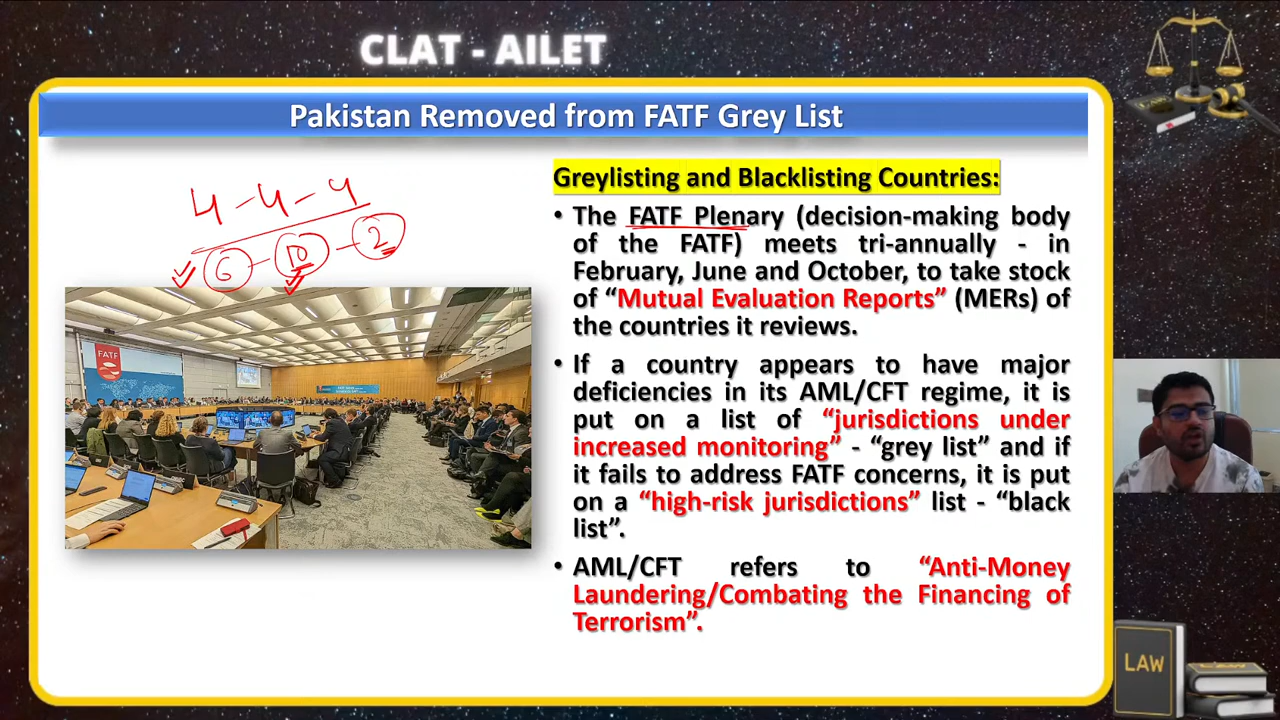 CLAT - AILET
Pakistan Removed from FATF Grey List
4 - 4 - 4
6 - 10 - 2
FATF
Greylisting and Blacklisting Countries:
• The FATF Plenary (decision-making body
of the FATF) meets tri-annually - in
February, June and October, to take stock
of “Mutual Evaluation Reports” (MERs) of
the countries it reviews.
• If a country appears to have major
deficiencies in its AML/CFT regime, it is
put on a list of “jurisdictions under
increased monitoring” - “grey list” and if
it fails to address FATF concerns, it is put
on a “high-risk jurisdictions” list - “black
list”.
• AML/CFT refers to “Anti-Money
Laundering/Combating the Financing of
Terrorism”.
LAW